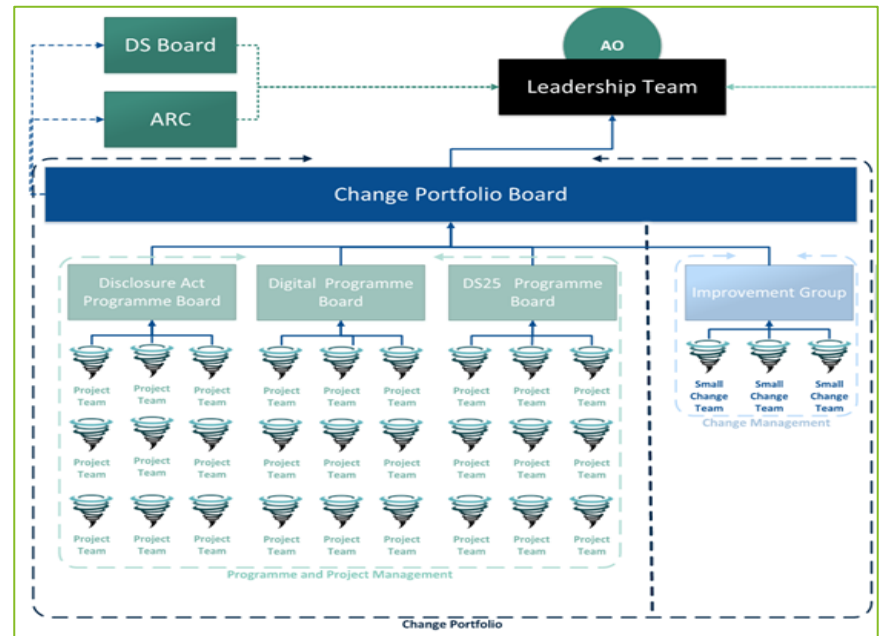 DS Board
AO
Leadership Team
ARC
Change Portfolio Board
Disclosure Act
Programme Board
Digital Programme
Board
DS25 Programme
Board
Improvement Group
Project
Team
Project
Team
Project
Team
Project
Team
Project
Team
Project
Team
Project
Team
Project
Team
Project
Team
Small
Change
Team
Small
Change
Team
Small
Change
Team
Change Management
Project
Team
Project
Team
Project
Team
Project
Team
Project
Team
Project
Team
Project
Team
Project
Team
Project
Team
Project
Team
Project
Team
Project
Team
Project
Team
Project
Team
Project
Team
Project
Team
Project
Team
Project
Team
Programme and Project Management
Change Portfolio